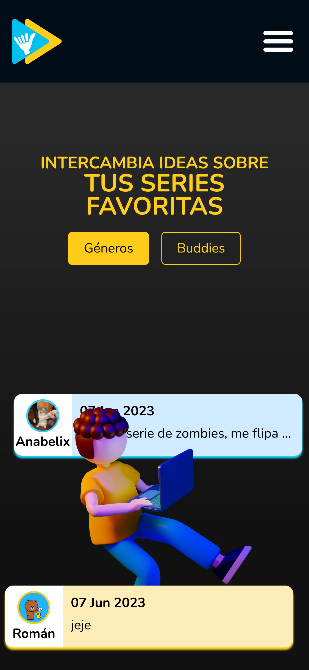 INTERCAMBIA IDEAS SOBRE
TUS SERIES
FAVORITAS
Géneros
Buddies
2023
serie de zombies, me flipa ...
Anabelix
07 Jun 2023
jeje
Román